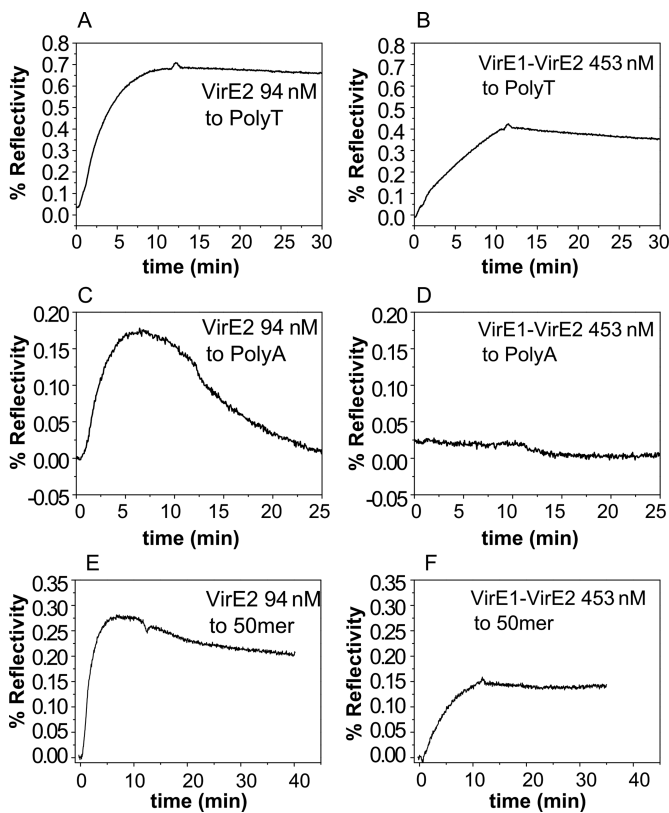 A
0.8
0.7
0.6
0.5
0.4
0.3
0.2
0.1
0.0
% Reflectivity
VirE2 94 nM
to PolyT
0 5 10 15 20 25 30
time (min)
B
0.8
0.7
0.6
0.5
0.4
0.3
0.2
0.1
0.0
% Reflectivity
VirE1-VirE2 453 nM
to PolyT
0 5 10 15 20 25 30
time (min)
C
0.20
0.15
0.10
0.05
0.00
-0.05
% Reflectivity
VirE2 94 nM
to PolyA
0 5 10 15 20 25
time (min)
D
0.20
0.15
0.10
0.05
0.00
-0.05
% Reflectivity
VirE1-VirE2 453 nM
to PolyA
0 5 10 15 20 25
time (min)
E
0.35
0.30
0.25
0.20
0.15
0.10
0.05
0.00
% Reflectivity
VirE2 94 nM
to 50mer
0 10 20 30 40
time (min)
F
0.35
0.30
0.25
0.20
0.15
0.10
0.05
0.00
% Reflectivity
VirE1-VirE2 453 nM
to 50mer
0 10 20 30 40
time (min)